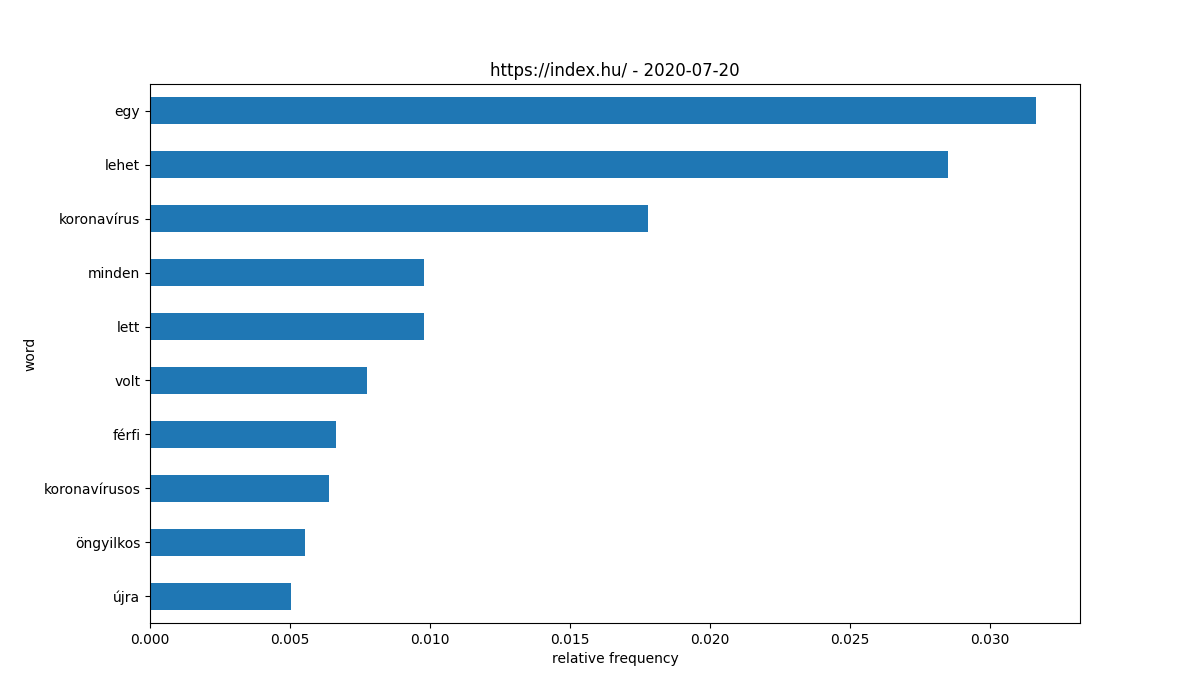 https://index.hu/ - 2020-07-20
egy
lehet
koronavírus
minden
lett
volt
férfi
koronavírusos
öngyilkos
újra
word
0.000 0.005 0.010 0.015 0.020 0.025 0.030
relative frequency